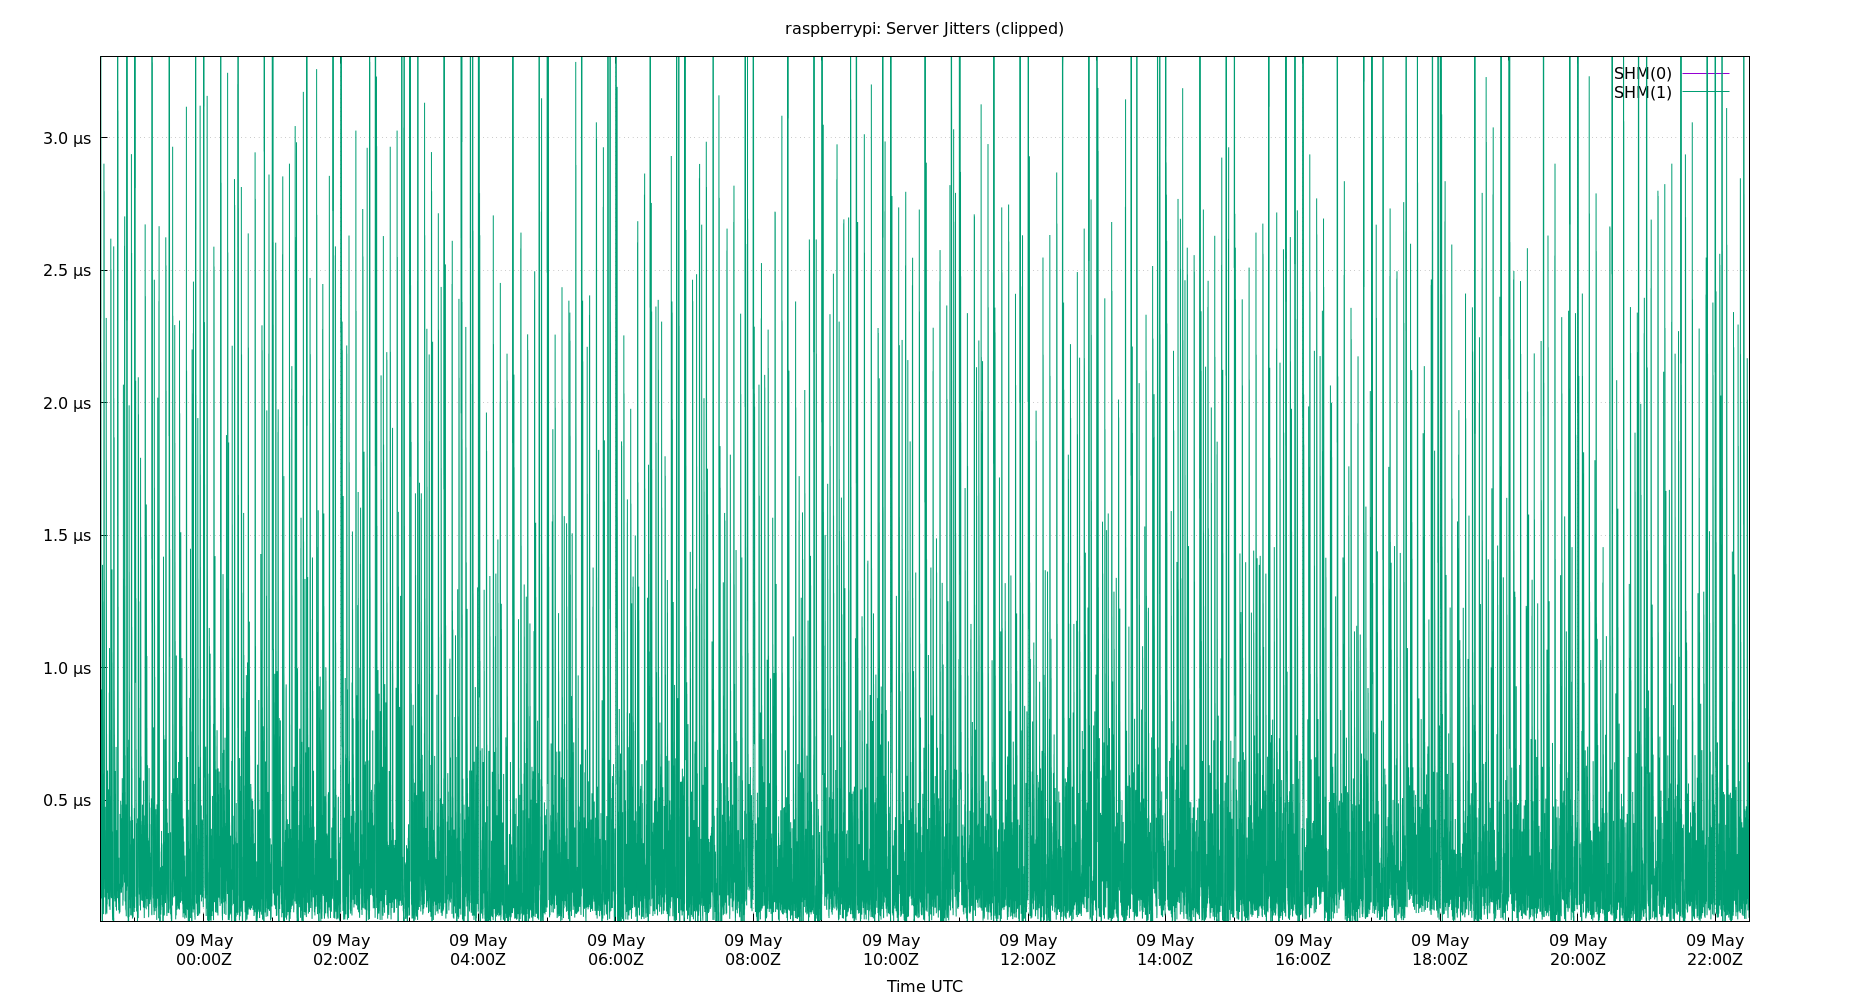 raspberrypi: Server Jitters (clipped)
SHM(0)
SHM(1)
3.0 µs
2.5 µs
2.0 µs
1.5 µs
1.0 µs
0.5 µs
09 May 09 May 09 May 09 May 09 May 09 May 09 May 09 May 09 May 09 May 09 May 09 May
00:00Z 02:00Z 04:00Z 06:00Z 08:00Z 10:00Z 12:00Z 14:00Z 16:00Z 18:00Z 20:00Z 22:00Z
Time UTC